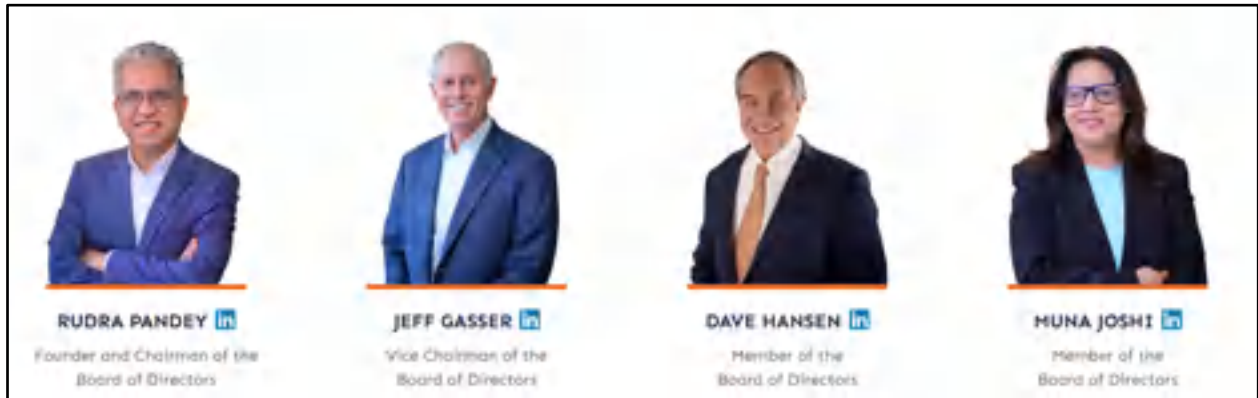 RUDRA PANDEY in
Founder and Chairman of the
Board of Directors
JEFF GASSER in
Vice Chairman of the
Board of Directors
DAVE HANSEN in
Member of the
Board of Directors
MUNA JOSHI in
Member of the
Board of Directors